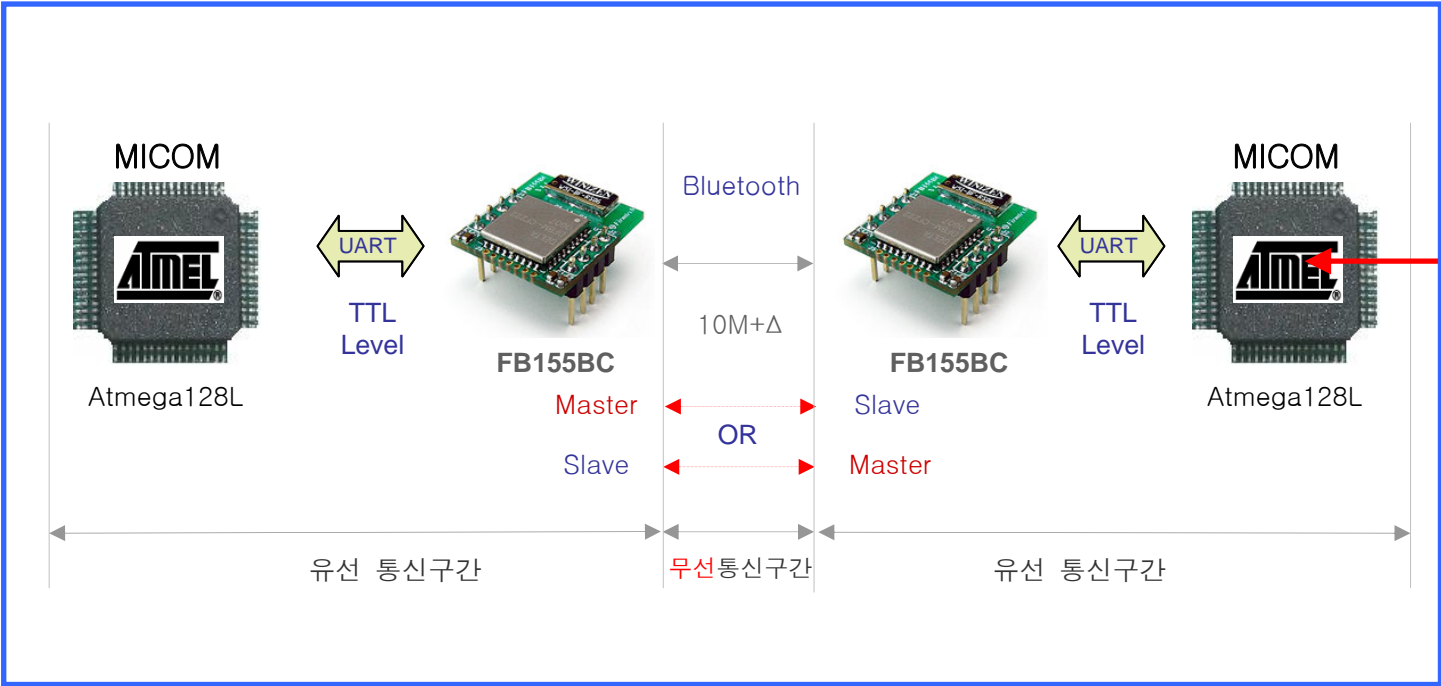 MICOM
ATMEL
®
Atmega128L
UART
TTL
Level
FB155BC
Master
Slave
Bluetooth
10M+Δ
OR
FB155BC
Slave
Master
UART
TTL
Level
MICOM
ATMEL
®
Atmega128L
유선 통신구간
무선통신구간
유선 통신구간